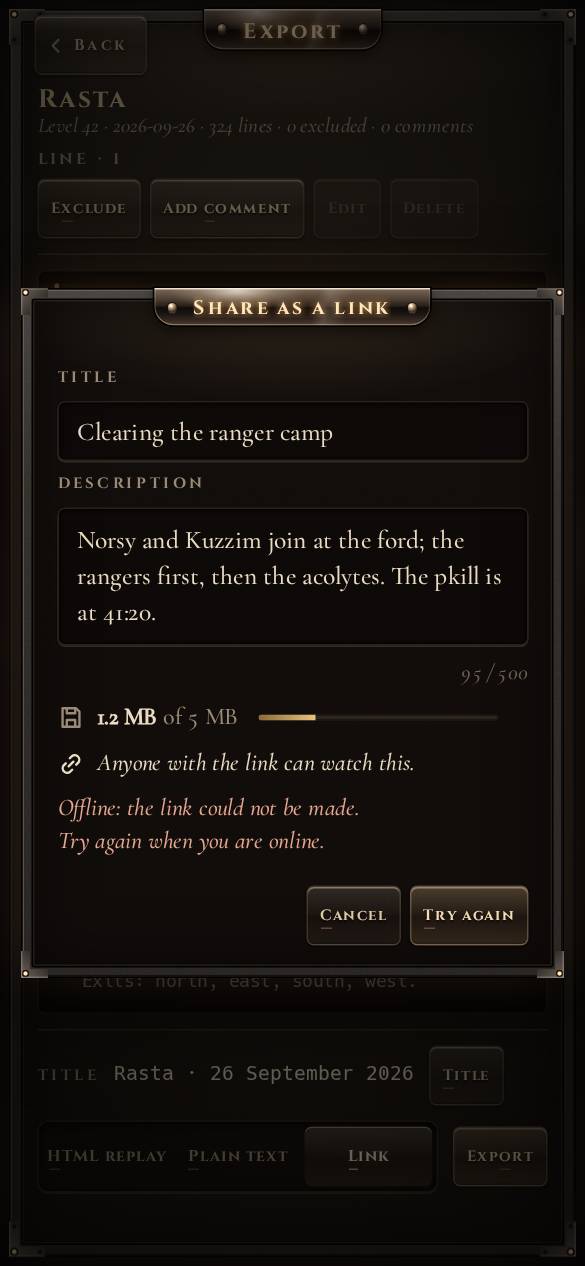 Back
Export
Rasta
Level 42 · 2026-09-26 · 324 lines · 0 excluded · 0 comments
LINE · 1
Exclude
Add comment
Edit
Delete
Share as a link
TITLE
Clearing the ranger camp
DESCRIPTION
Norsy and Kuzzim join at the ford; the
rangers first, then the acolytes. The pkill is
at 41:20.
95/500
1.2 MB of 5 MB
Anyone with the link can watch this.
Offline: the link could not be made.
Try again when you are online.
Cancel
Try again
Exits: north, east, south, west.
TITLE Rasta · 26 September 2026 Title
HTML replay
Plain text
Link
Export